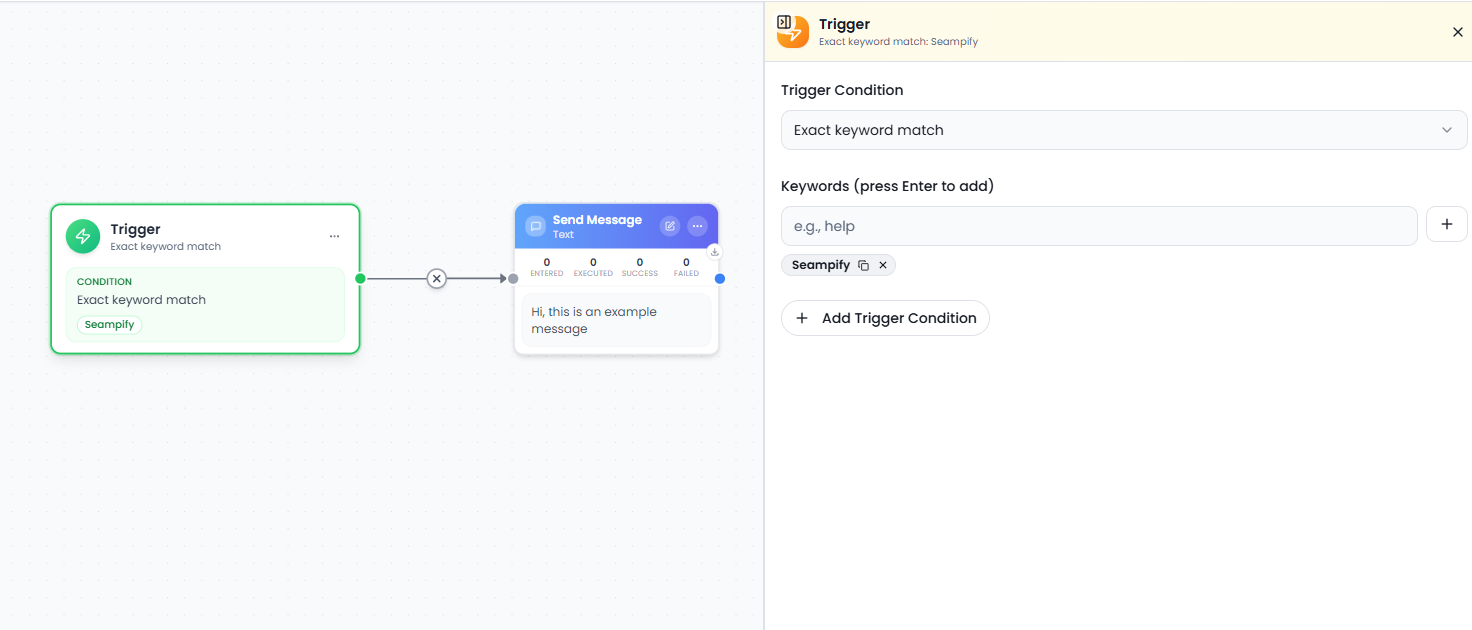 Trigger
Exact keyword match
CONDITION
Exact keyword match
Seampify
Send Message
Text
0 0 0 0
ENTERED EXECUTED SUCCESS FAILED
Hi, this is an example
message
Trigger
Exact keyword match: Seampify
Trigger Condition
Exact keyword match
Keywords (press Enter to add)
e.g., help
Seampify
Add Trigger Condition